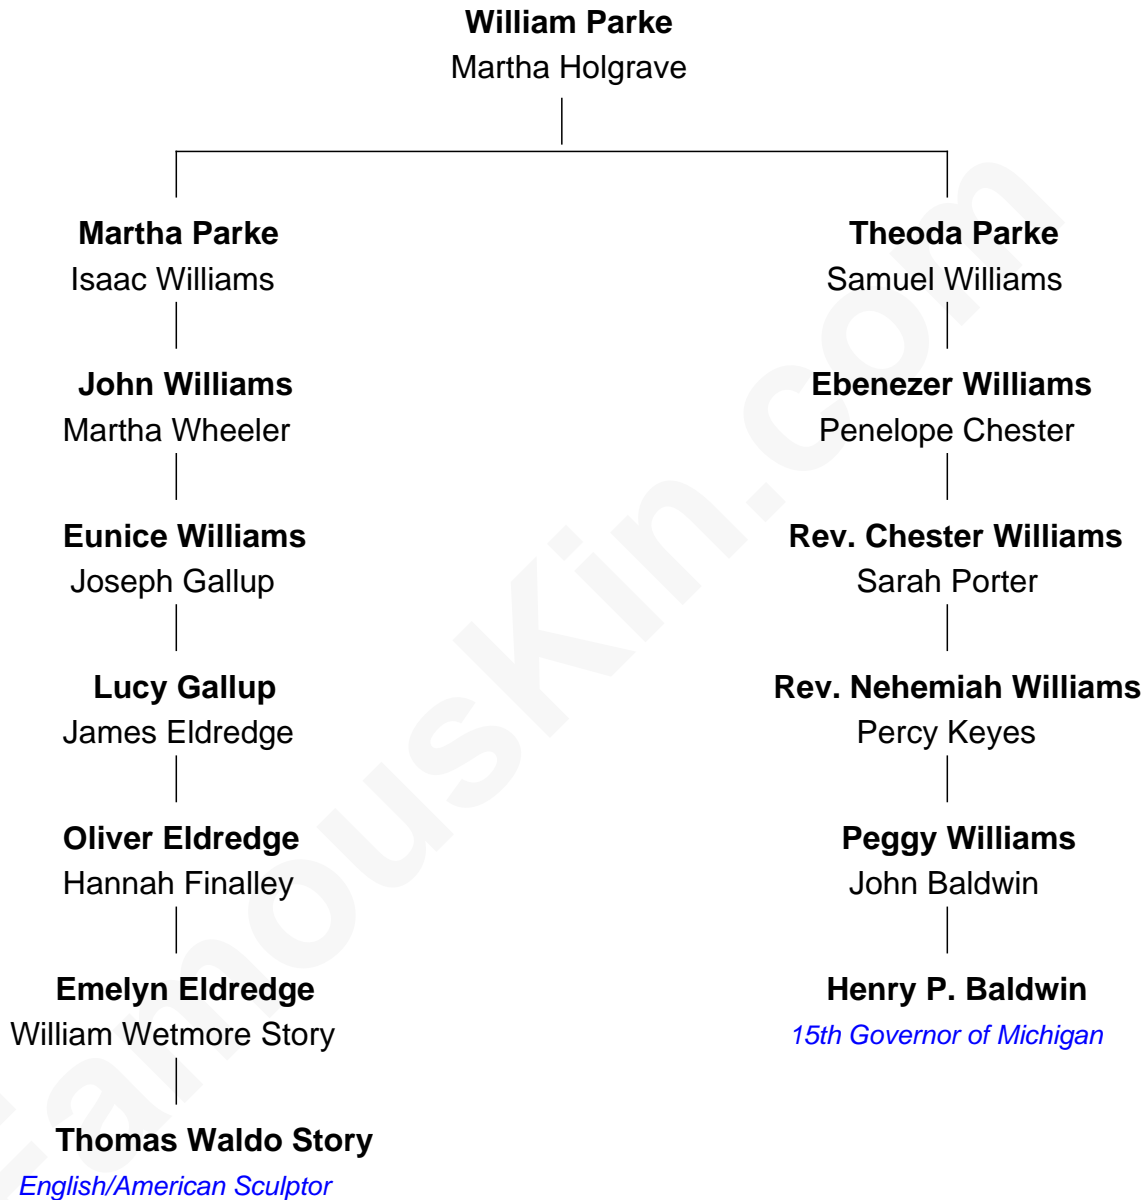 William Parke
Martha Holgrave
Martha Parke
Isaac Williams
Theoda Parke
Samuel Williams
John Williams
Martha Wheeler
Ebenezer Williams
Penelope Chester
Eunice Williams
Joseph Gallup
Rev. Chester Williams
Sarah Porter
Lucy Gallup
James Eldredge
Rev. Nehemiah Williams
Percy Keyes
Oliver Eldredge
Hannah Finalley
Peggy Williams
John Baldwin
Emelyn Eldredge
William Wetmore Story
Henry P. Baldwin
15th Governor of Michigan
Thomas Waldo Story
English/American Sculptor
FamousKin.com